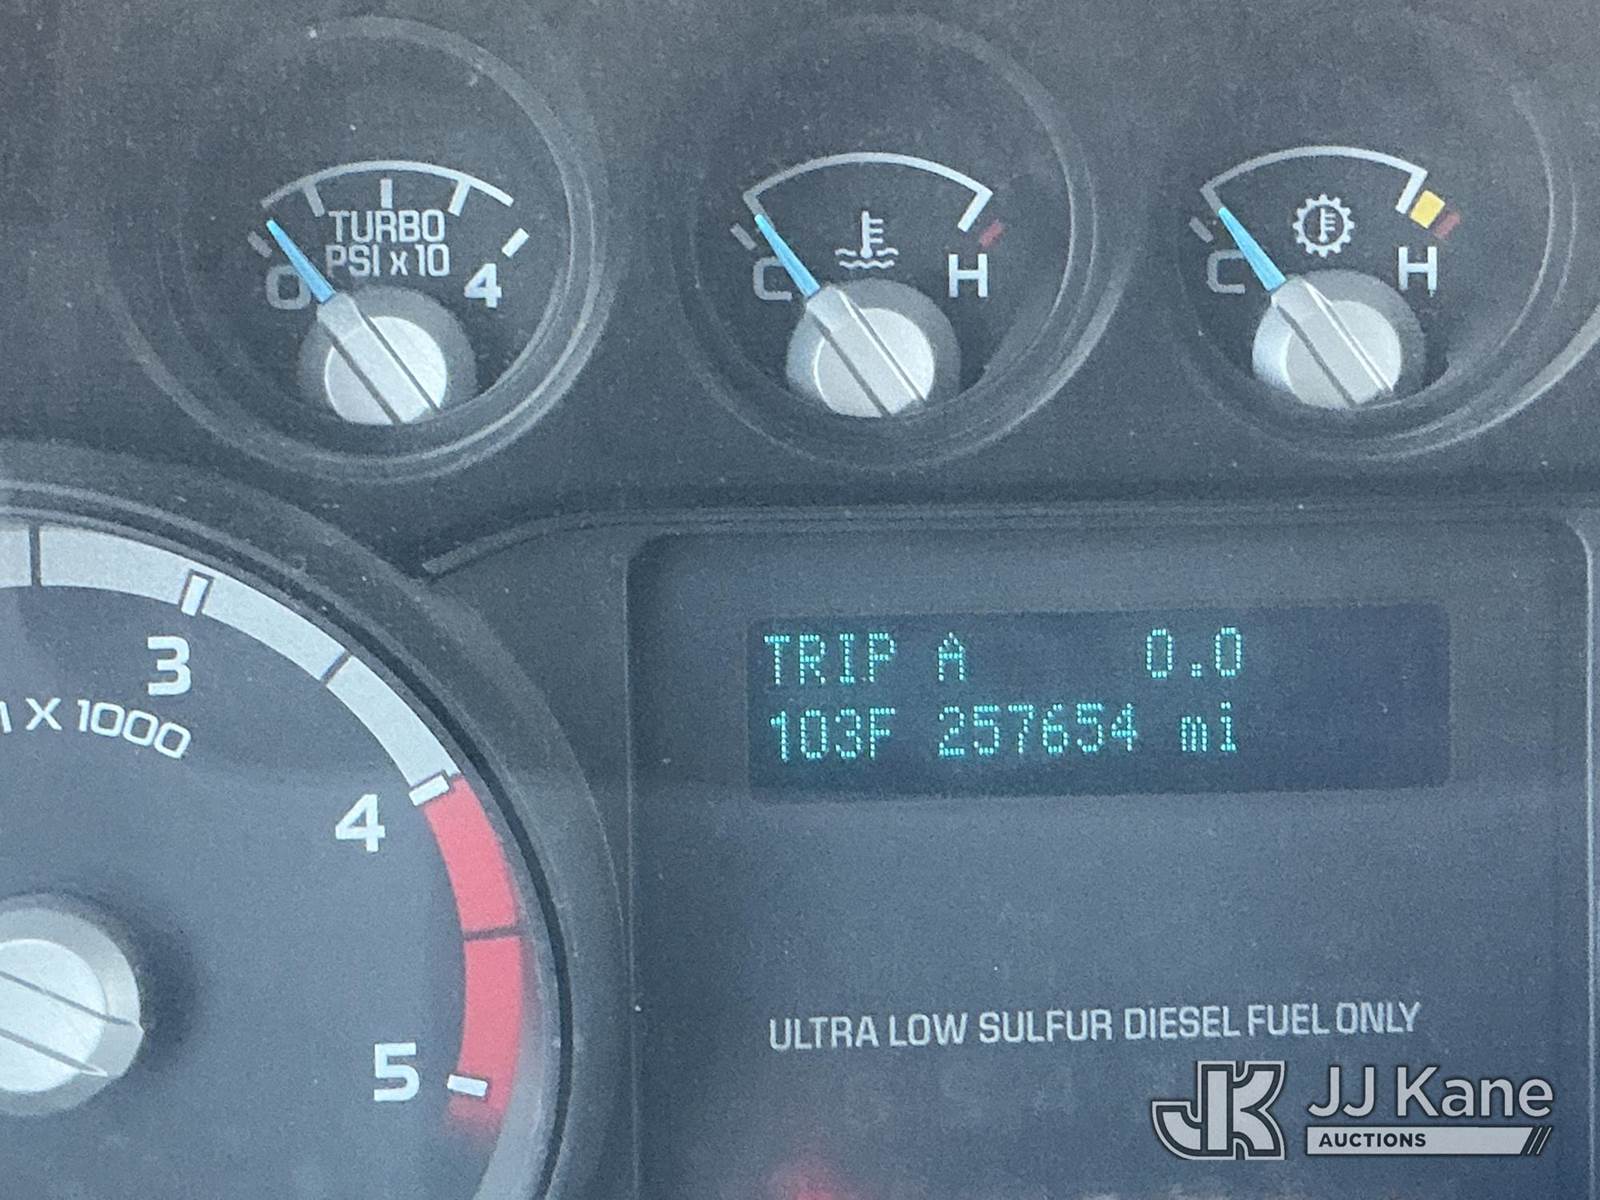 TURBO
PSI x 10
0 4
C H
C H
3
X 1000
4
5
TRIP A 0.0
103F 257654 mi
ULTRA LOW SULFUR DIESEL FUEL ONLY
JK
JJ Kane
AUCTIONS